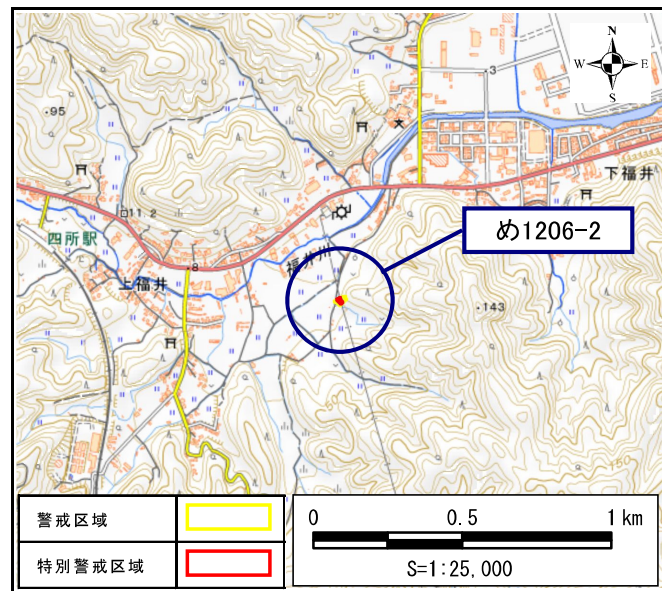 N
W E
S
3
・95
下福井
11.2
め1206-2
四所駅
福井川
8
上福井
・143
150
警戒区域
特別警戒区域
0 0.5 1km
S=1:25,000